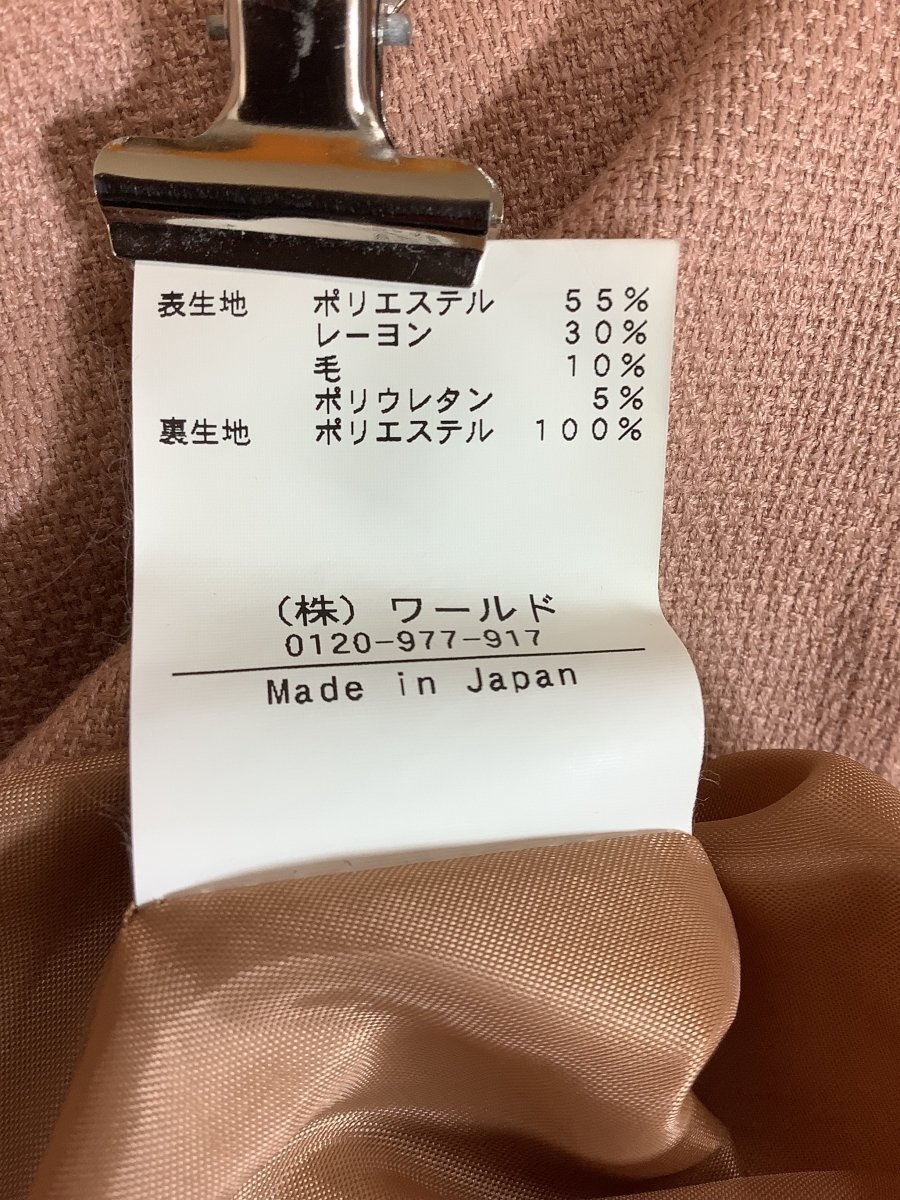 表生地 ポリエステル 55%
レーヨン 30%
毛 10%
ポリウレタン 5%
裏生地 ポリエステル 100%
(株) ワールド
0120-977-917
Made in Japan